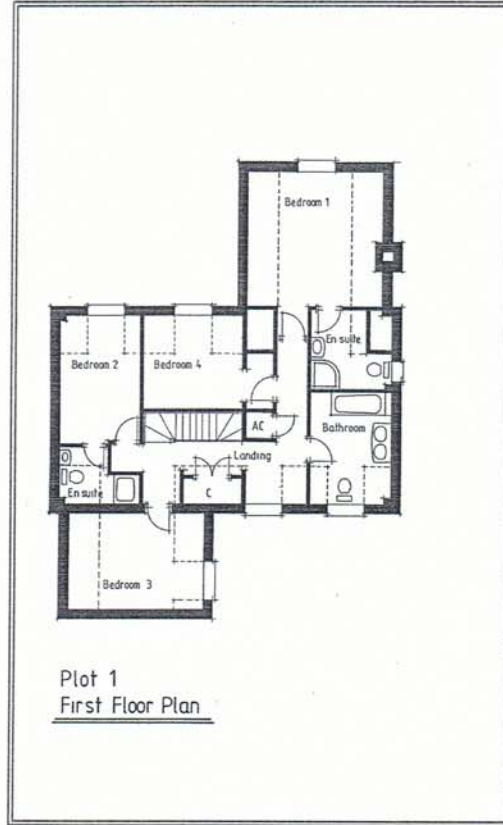 Bedroom 1
En suite
Bedroom 2
Bedroom 4
Bathroom
AC
Landing
En suite
C
Bedroom 3
Plot 1
First Floor Plan